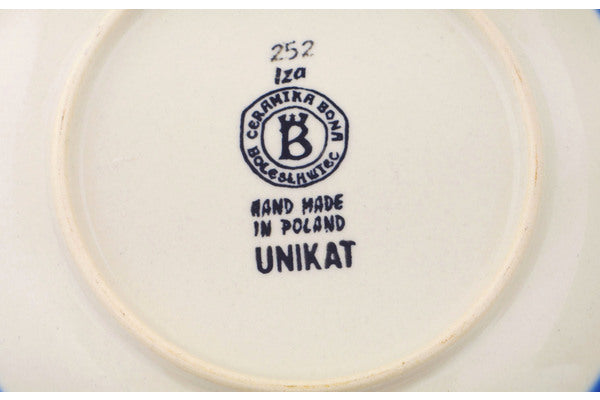 252
Iza
CERAMIKA BONA
B
BOLESŁAWIEC
HAND MADE
IN POLAND
UNIKAT